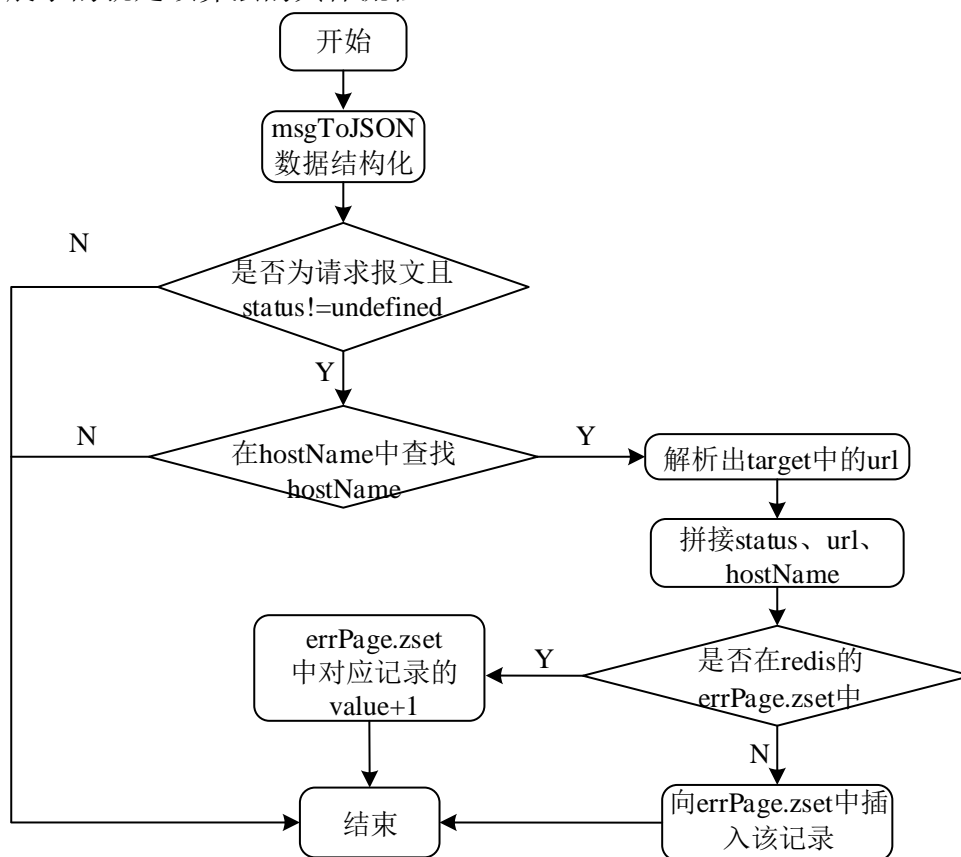 开始
msgToJSON
数据结构化
N
是否为请求报文且
status!=undefined
Y
N
在hostName中查找
hostName
Y
解析出target中的url
拼接status、url、
hostName
errPage.zset
中对应记录的
value+1
Y
是否在redis的
errPage.zset中
N
结束
向errPage.zset中插
入该记录